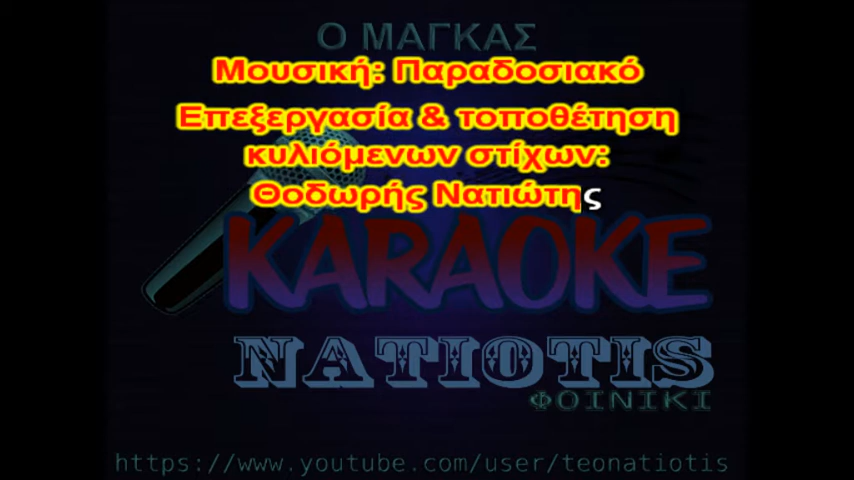 Ο ΜΑΓΚΑΣ
Μουσική: Παραδοσιακό
Επεξεργασία & τοποθέτηση
κυλιόμενων στίχων:
Θοδωρής Νατιώτης
KARAOKE
NATIOTIS
ΦΟΙΝΙΚΙ
https://www.youtube.com/user/teonatiotis